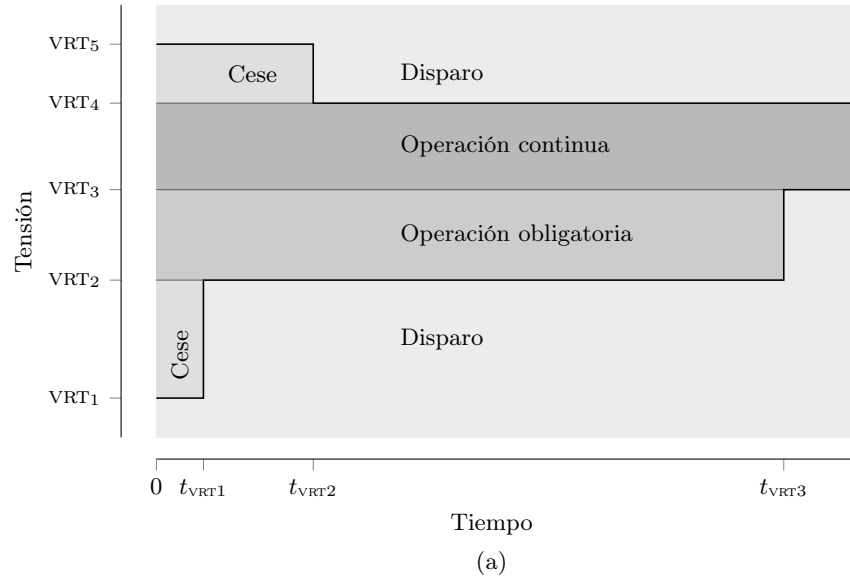 VRT5
VRT4
VRT3
VRT2
VRT1
Tensión
Cese
Disparo
Operación continua
Operación obligatoria
Cese
Disparo
0
tVRT1
tVRT2
tVRT3
Tiempo
(a)